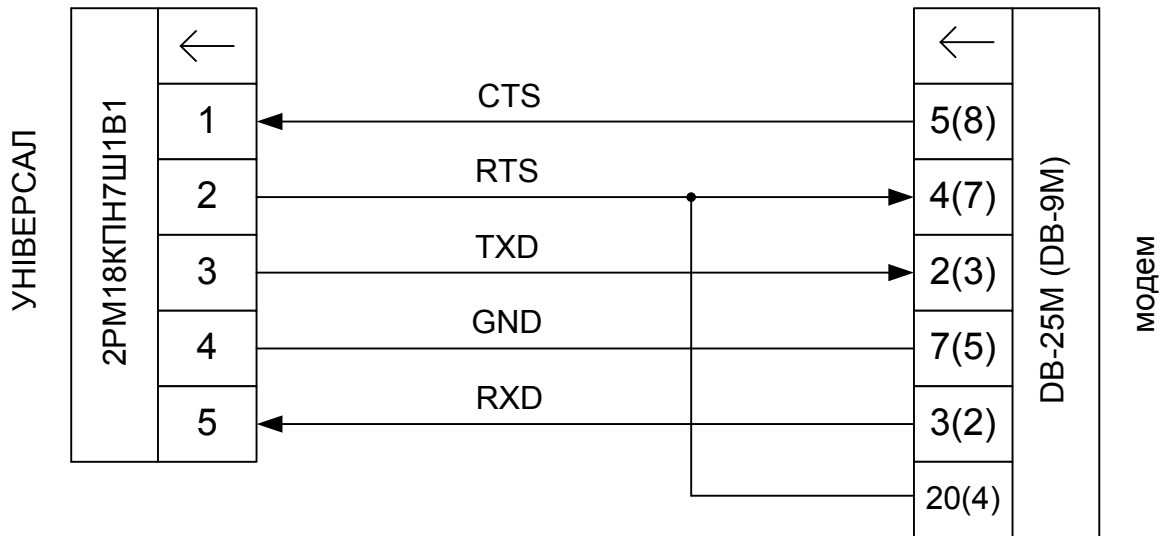 УНІВЕРСАЛ
2РМ18КПН7Ш1В1
1
CTS
5(8)
2
RTS
4(7)
3
TXD
2(3)
4
GND
7(5)
5
RXD
3(2)
20(4)
DB-25M (DB-9M)
модем